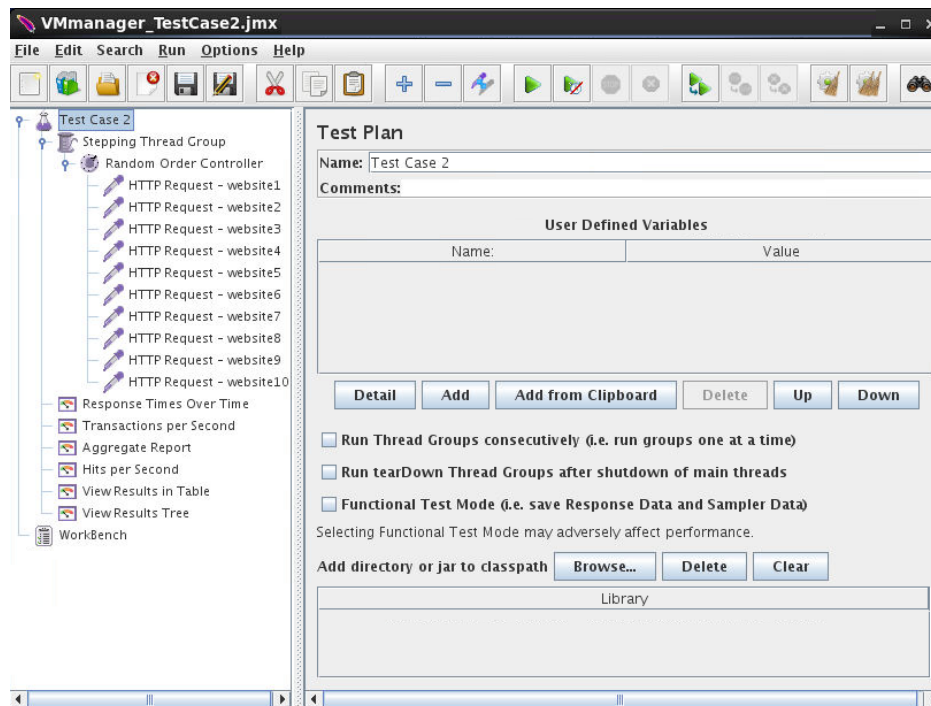 VMmanager_TestCase2.jmx
File Edit Search Run Options Help
Test Case 2
Stepping Thread Group
Random Order Controller
HTTP Request - website1
HTTP Request - website2
HTTP Request - website3
HTTP Request - website4
HTTP Request - website5
HTTP Request - website6
HTTP Request - website7
HTTP Request - website8
HTTP Request - website9
HTTP Request - website10
Response Times Over Time
Transactions per Second
Aggregate Report
Hits per Second
View Results in Table
View Results Tree
WorkBench
Test Plan
Name: Test Case 2
Comments:
User Defined Variables
Name: Value
Detail Add Add from Clipboard Delete Up Down
Run Thread Groups consecutively (i.e. run groups one at a time)
Run tearDown Thread Groups after shutdown of main threads
Functional Test Mode (i.e. save Response Data and Sampler Data)
Selecting Functional Test Mode may adversely affect performance.
Add directory or jar to classpath Browse... Delete Clear
Library